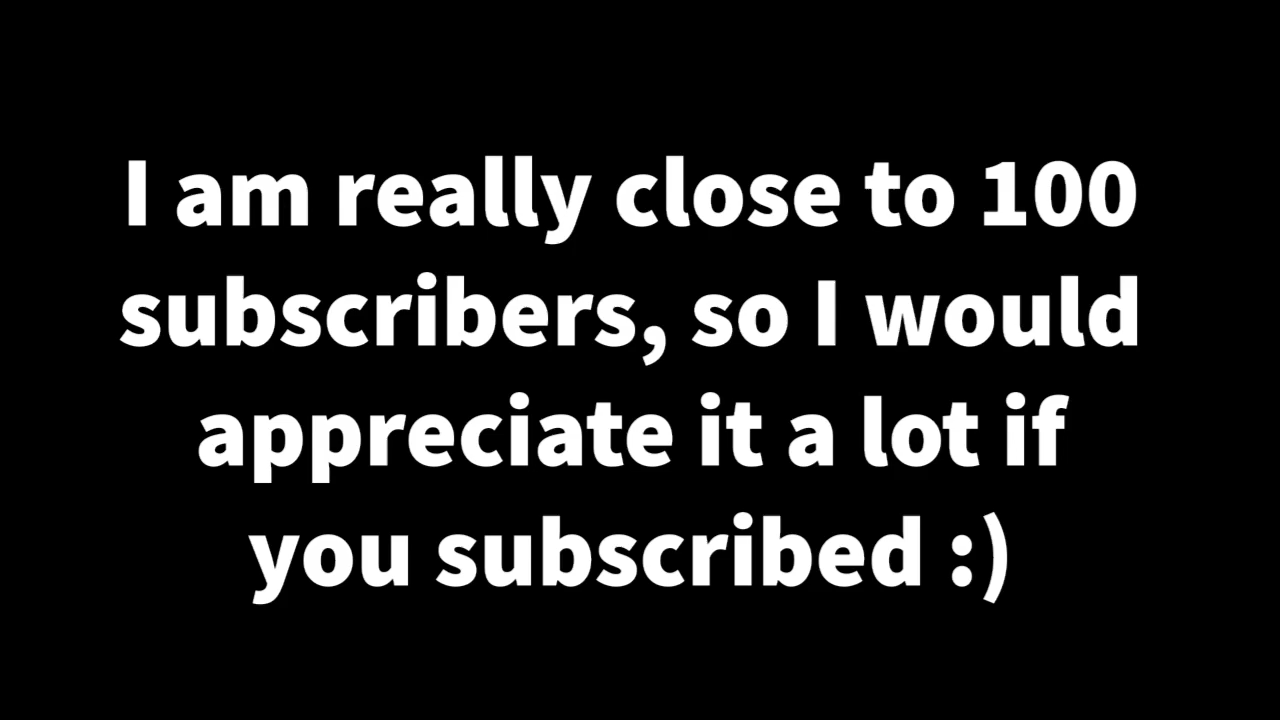 I am really close to 100
subscribers, so I would
appreciate it a lot if
you subscribed :)